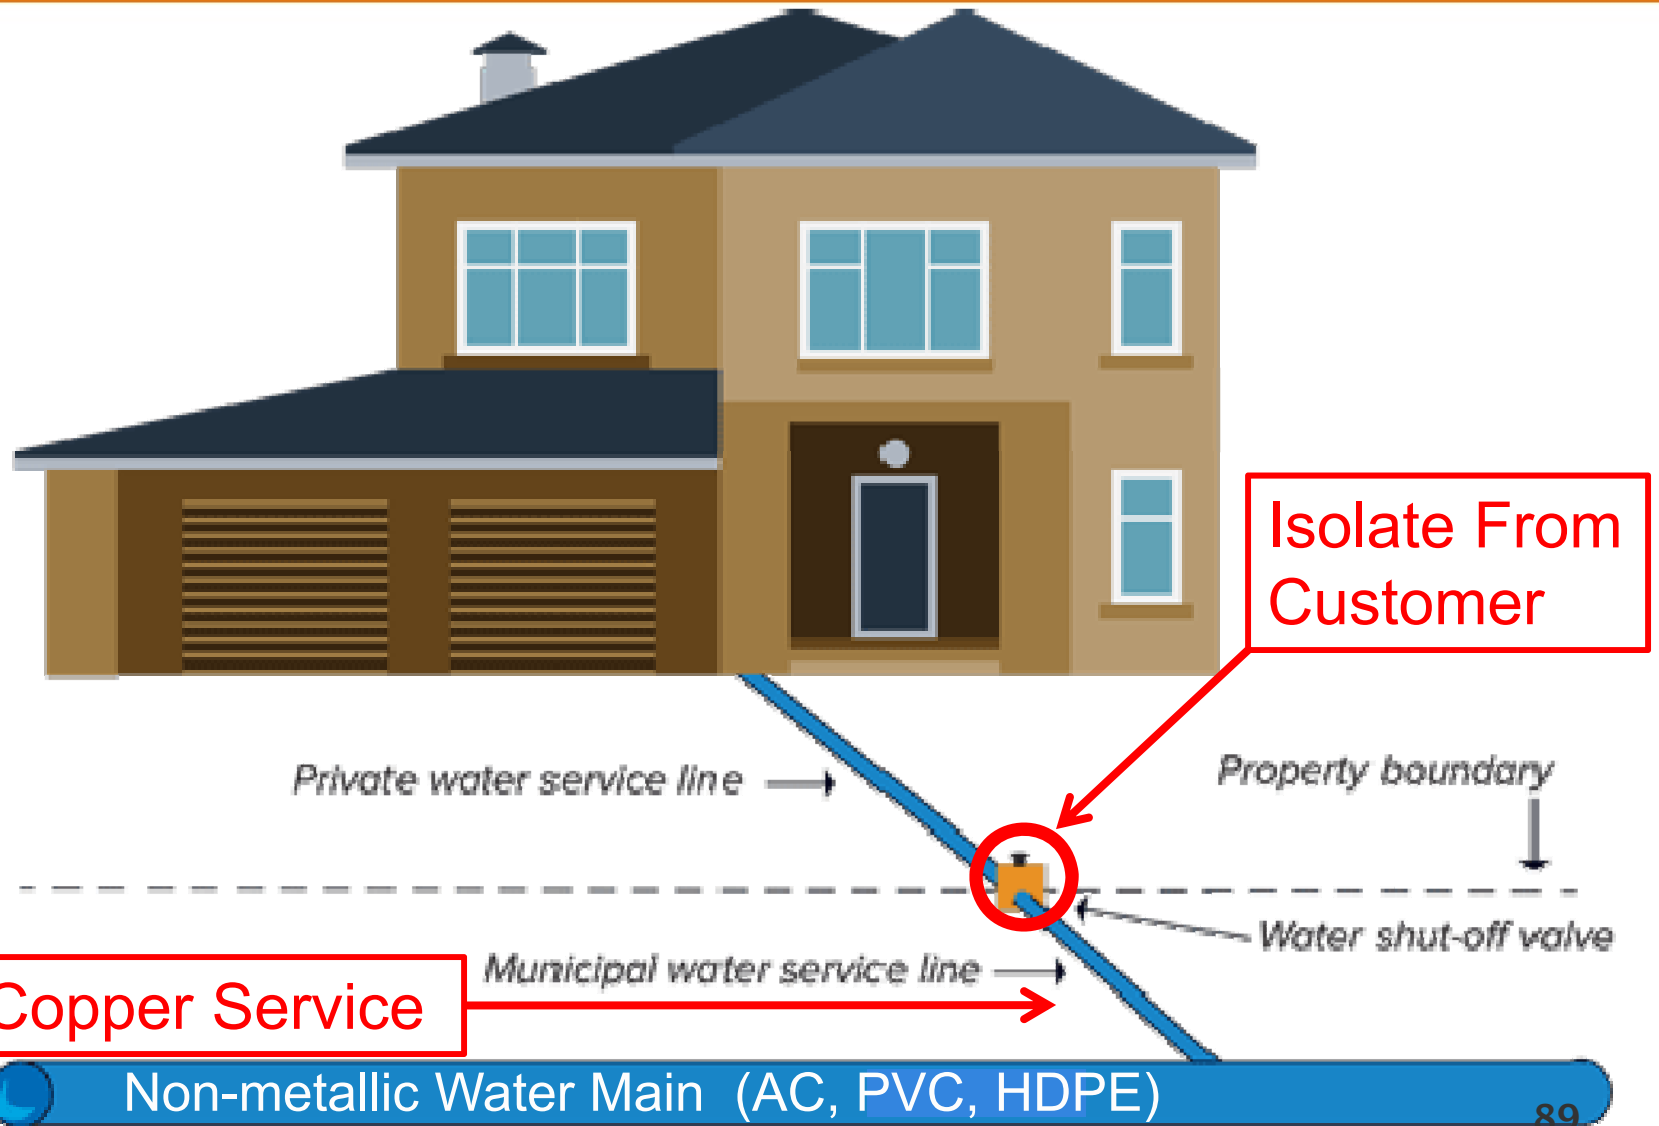 Isolate From
Customer
Private water service line
Property boundary
Water shut-off valve
Municipal water service line
Copper Service
Non-metallic Water Main (AC, PVC, HDPE)
89